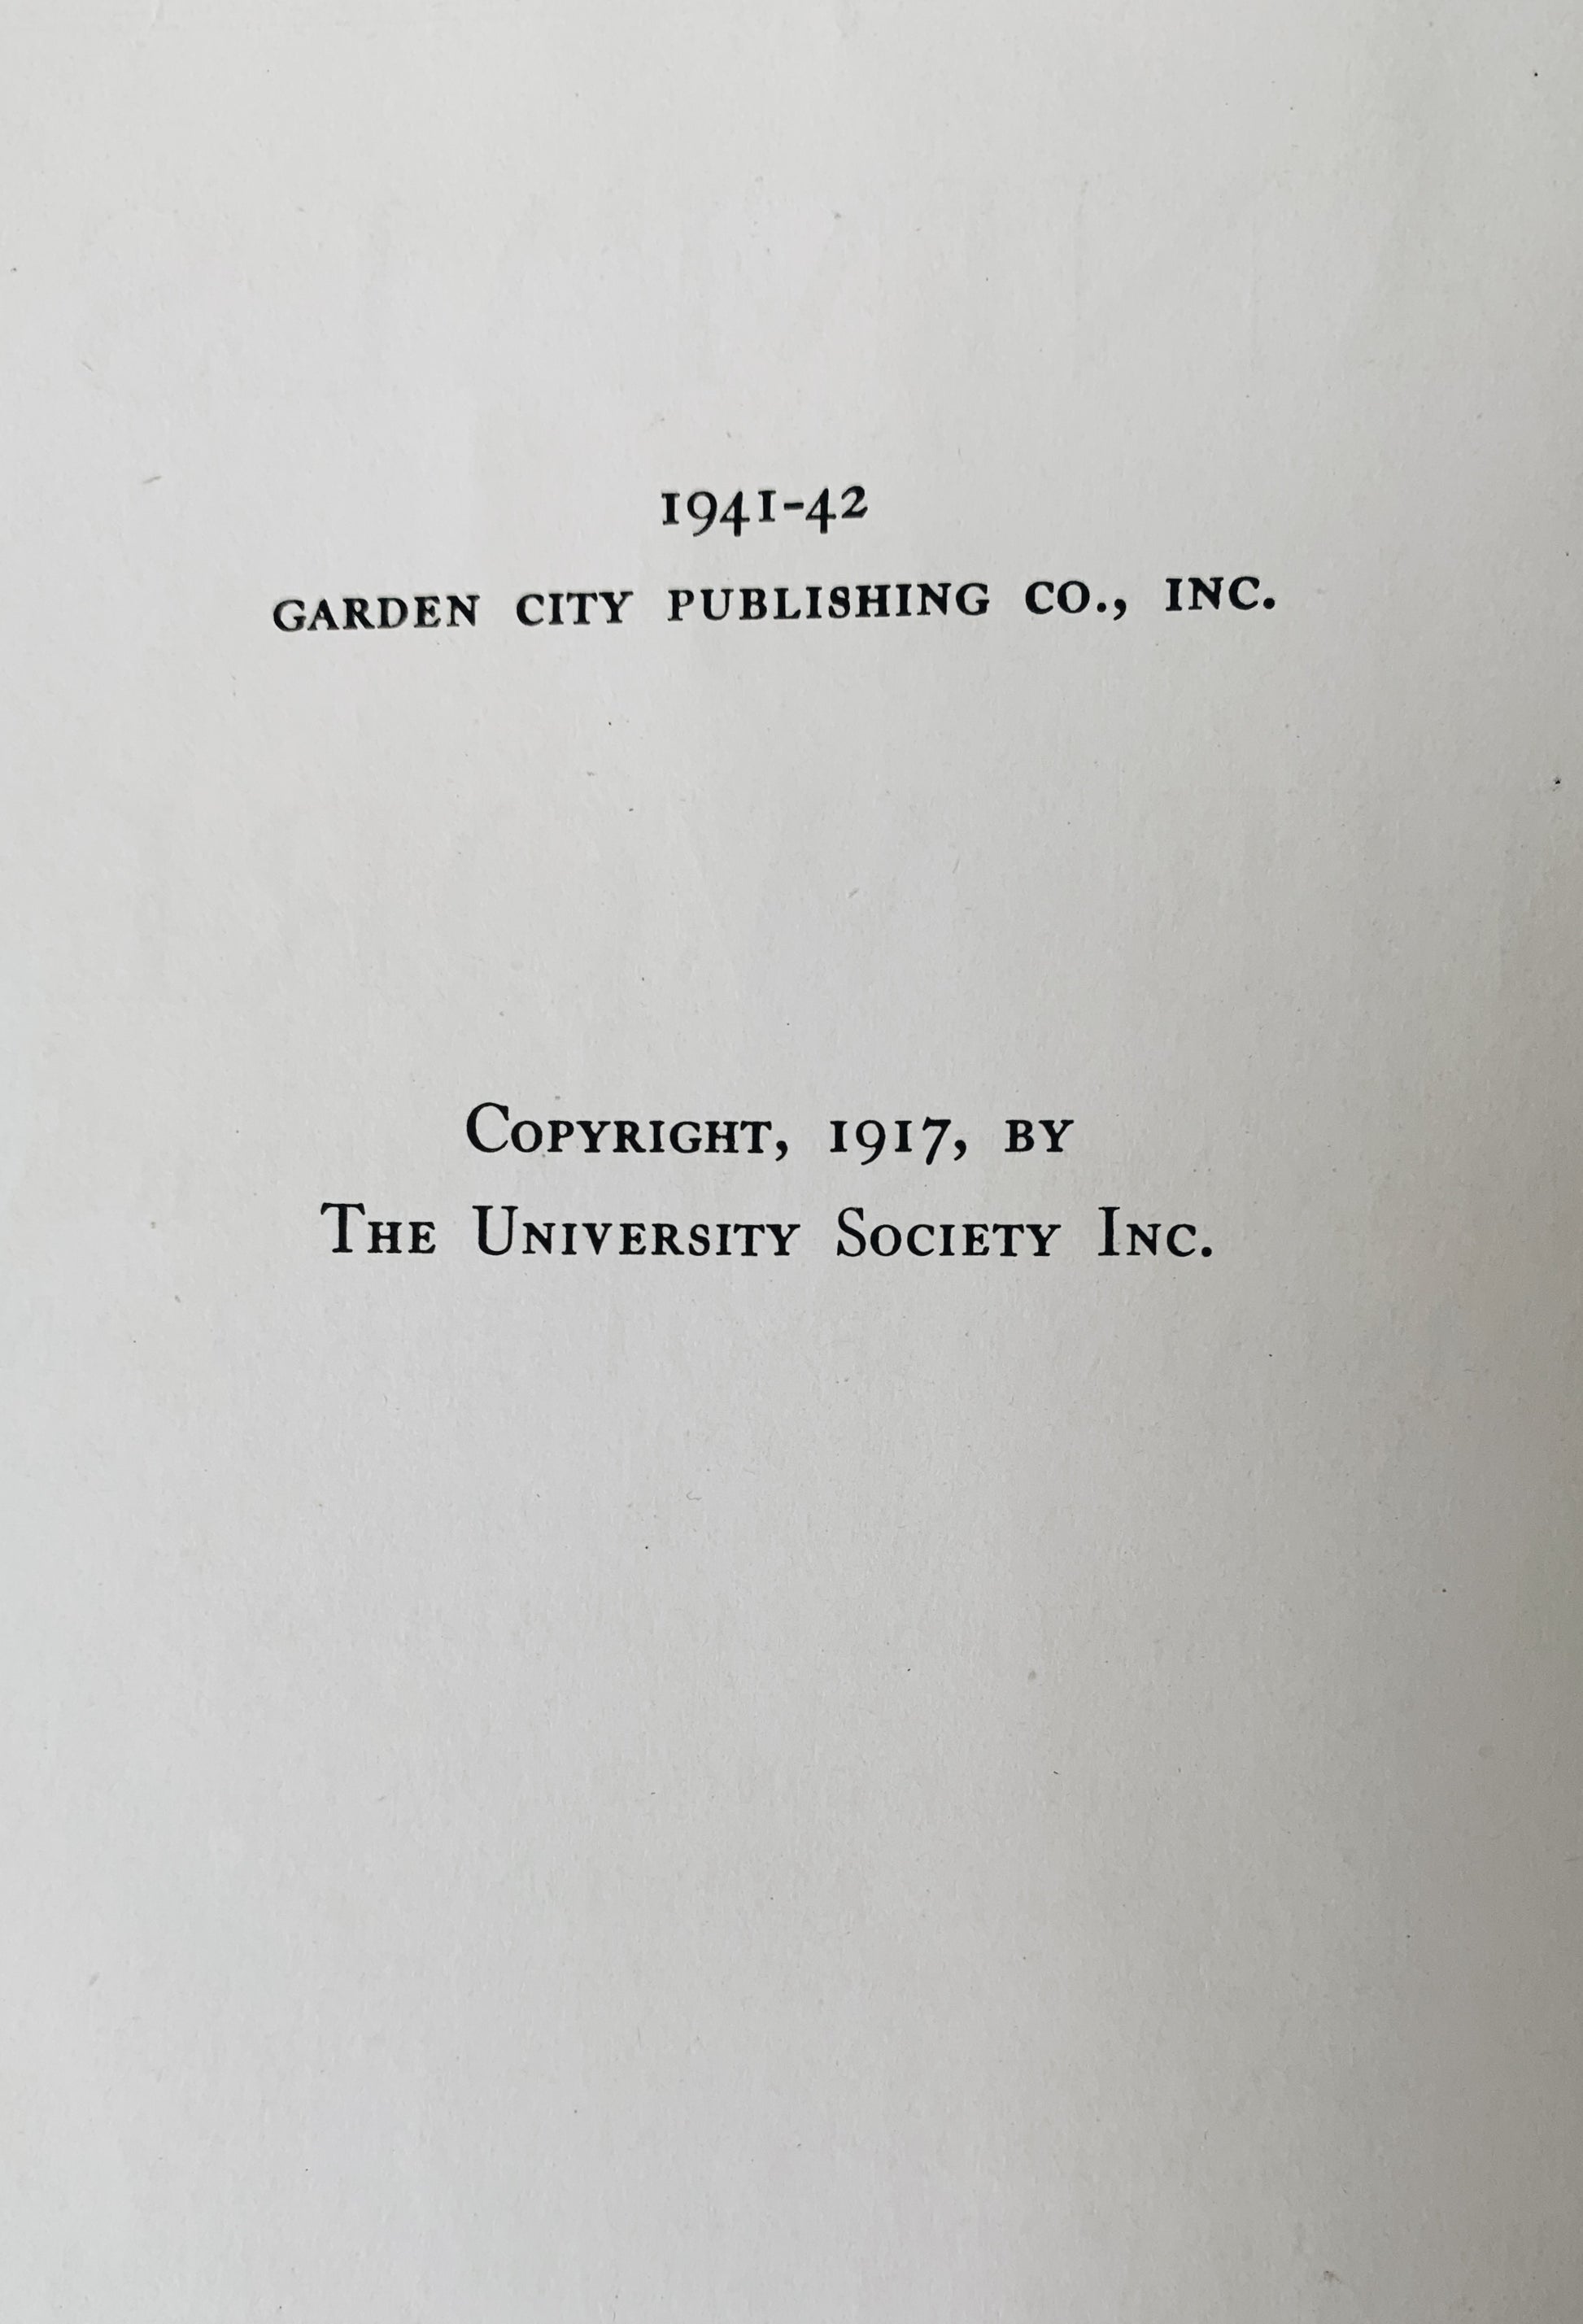 1941-42
GARDEN CITY PUBLISHING CO., INC.
COPYRIGHT, 1917, BY
THE UNIVERSITY SOCIETY INC.